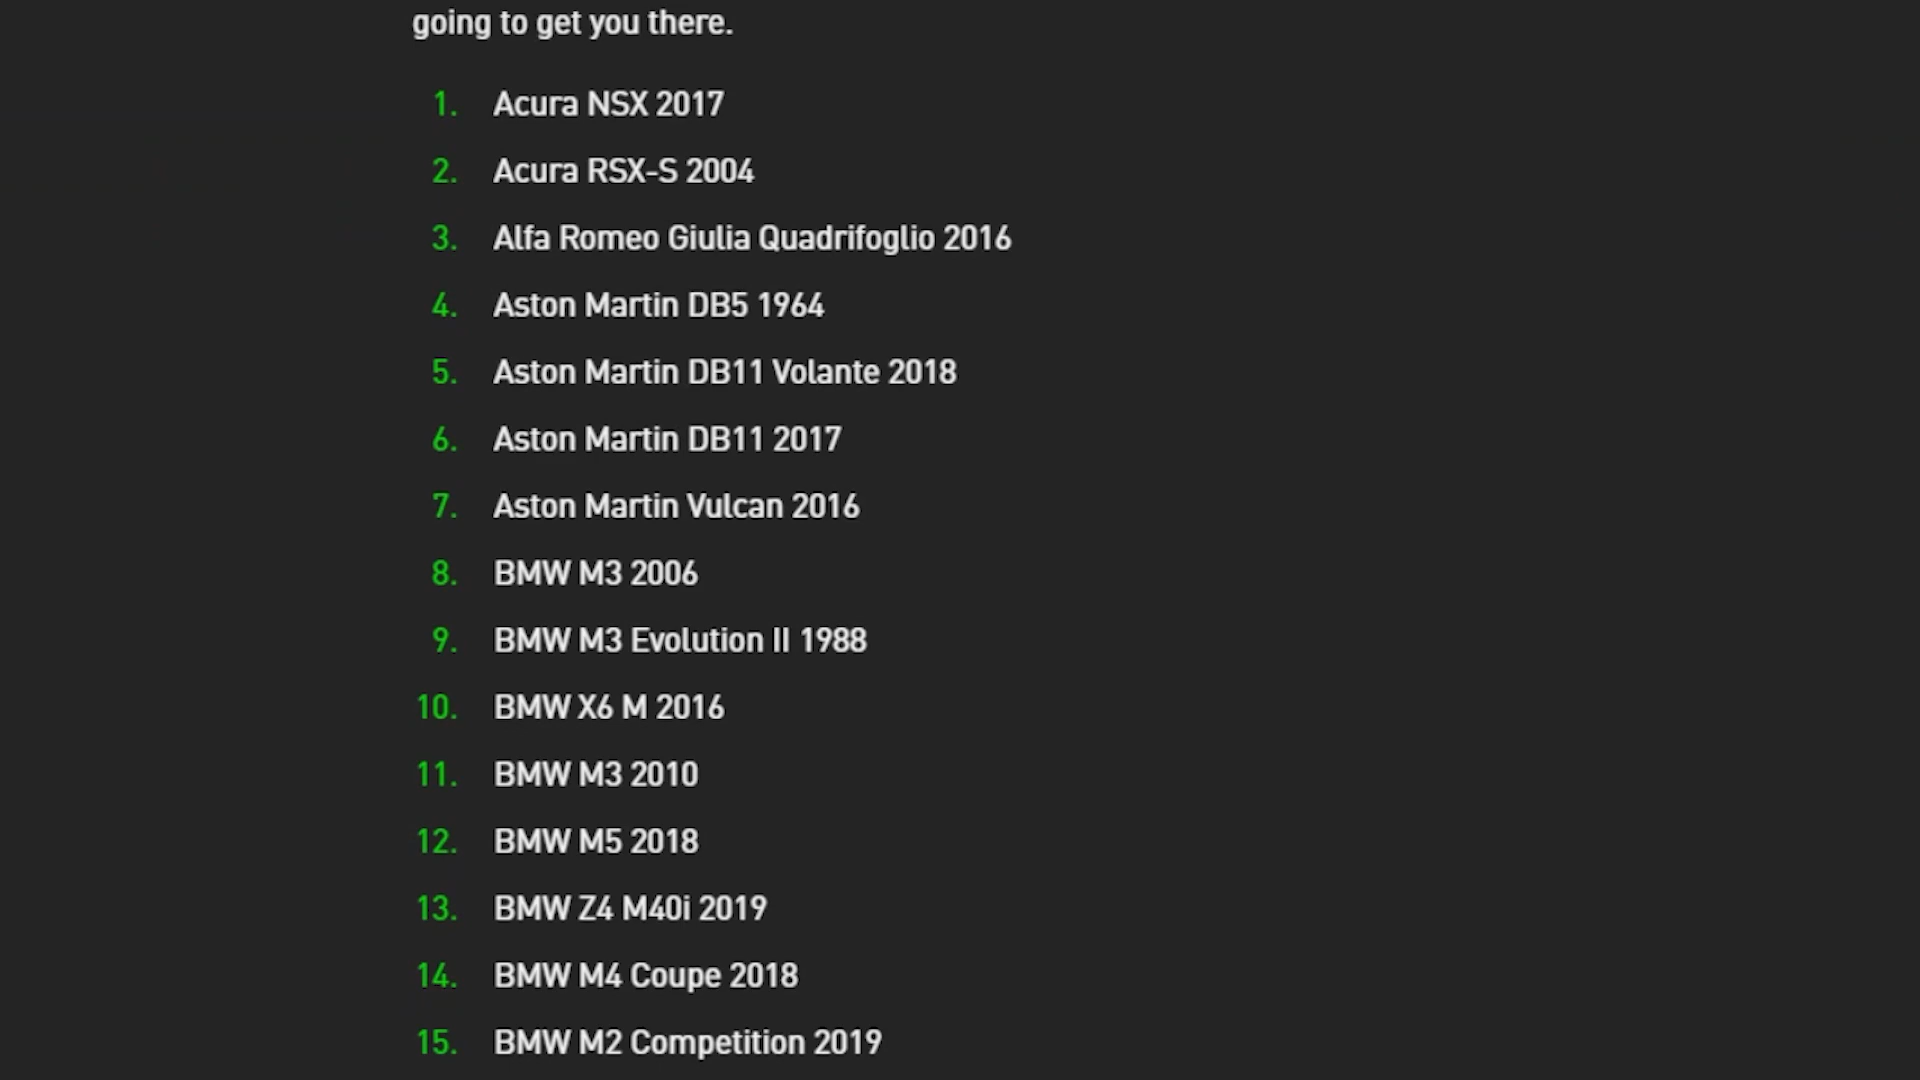 going to get you there.
1. Acura NSX 2017
2. Acura RSX-S 2004
3. Alfa Romeo Giulia Quadrifoglio 2016
4. Aston Martin DB5 1964
5. Aston Martin DB11 Volante 2018
6. Aston Martin DB11 2017
7. Aston Martin Vulcan 2016
8. BMW M3 2006
9. BMW M3 Evolution II 1988
10. BMW X6 M 2016
11. BMW M3 2010
12. BMW M5 2018
13. BMW Z4 M40i 2019
14. BMW M4 Coupe 2018
15. BMW M2 Competition 2019